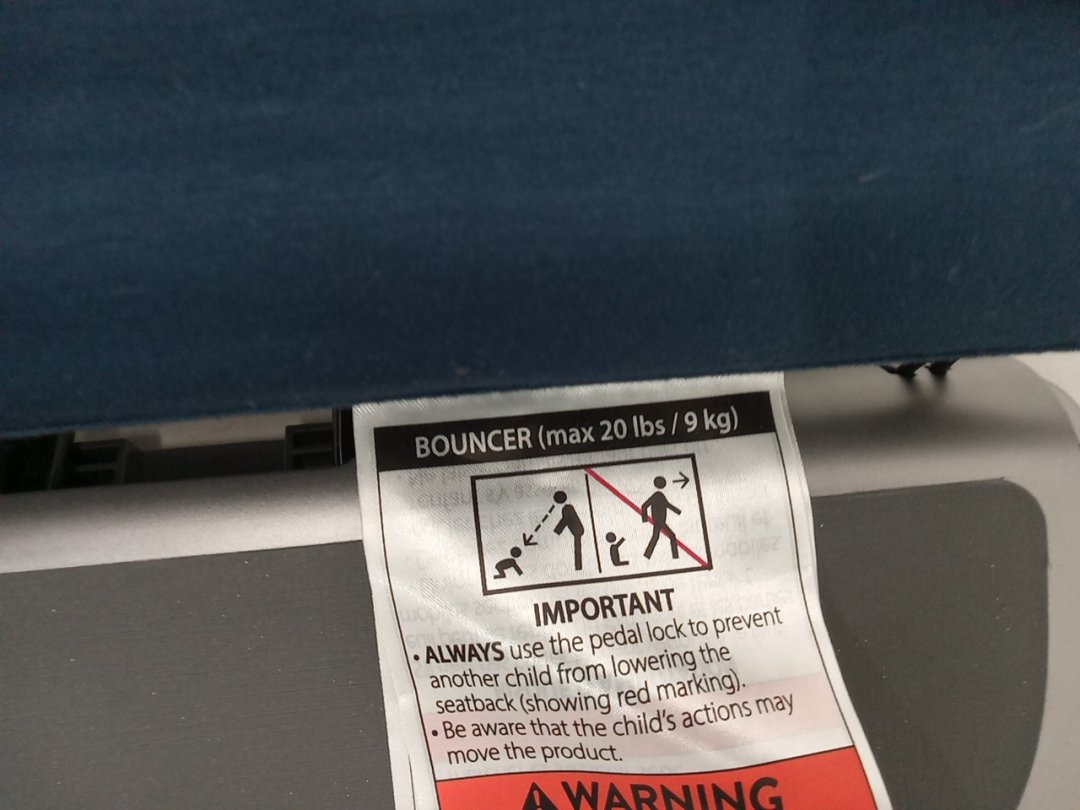 BOUNCER (max 20 lbs / 9 kg)
IMPORTANT
• ALWAYS use the pedal lock to prevent
another child from lowering the
seatback (showing red marking).
• Be aware that the child's actions may
move the product.
WARNING